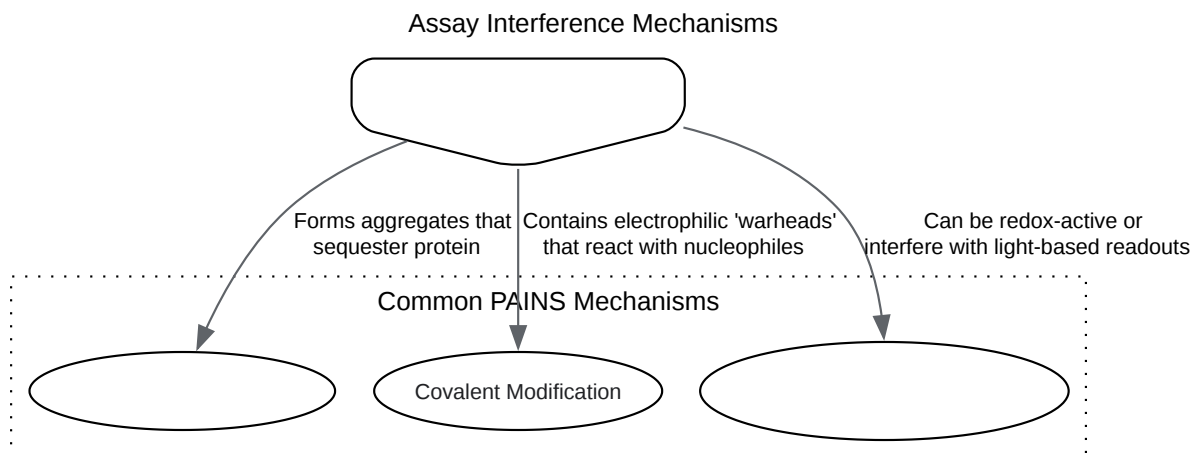 Assay Interference Mechanisms
Forms aggregates that
sequester protein
Contains electrophilic 'warheads'
that react with nucleophiles
Can be redox-active or
interfere with light-based readouts
Common PAINS Mechanisms
Covalent Modification